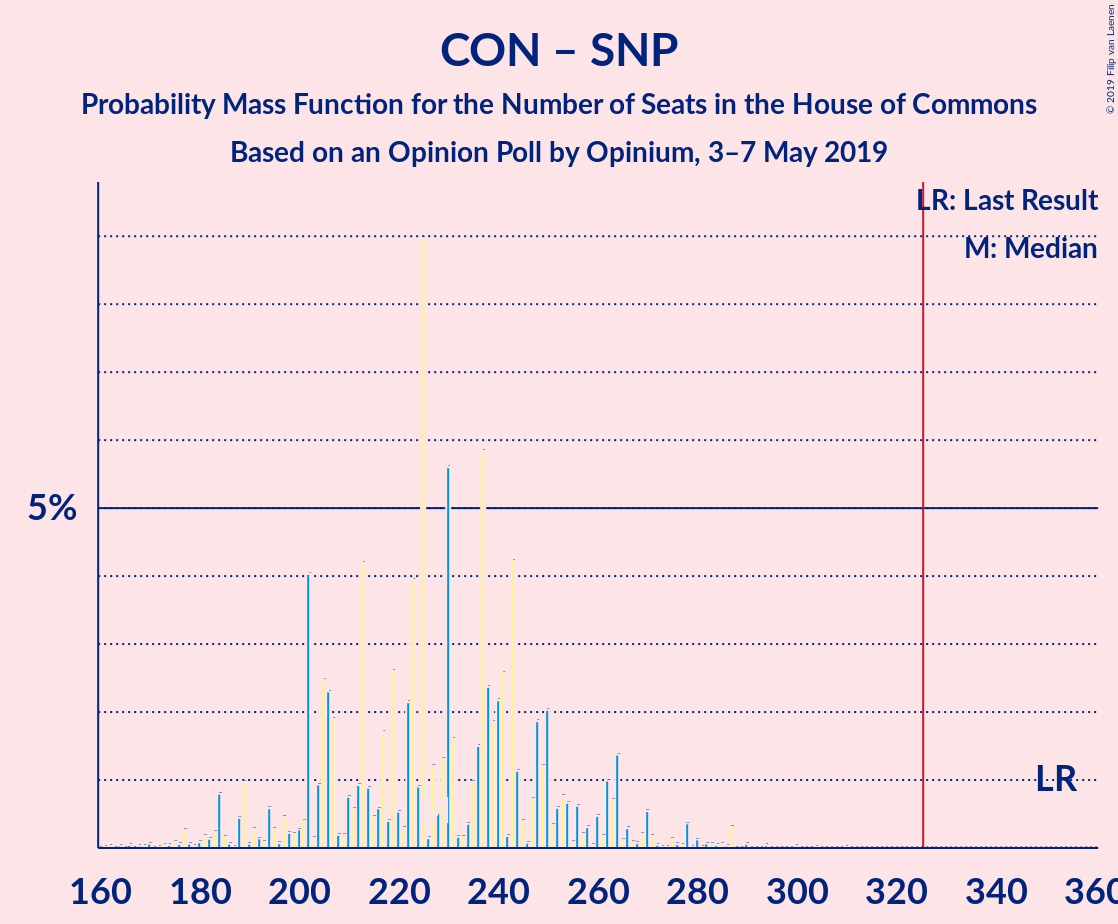 CON – SNP
Probability Mass Function for the Number of Seats in the House of Commons
Based on an Opinion Poll by Opinium, 3–7 May 2019
© 2019 Filip van Laenen
LR: Last Result
M: Median
5%
LR
160 180 200 220 240 260 280 300 320 340 360